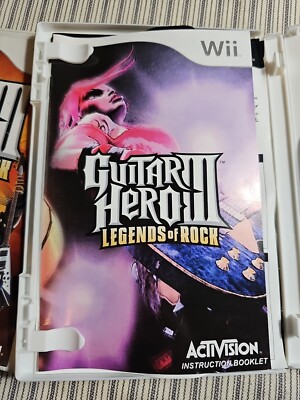 Wii
GUITAR III
HERO
LEGENDS of ROCK
ACTIVISION
INSTRUCTION BOOKLET